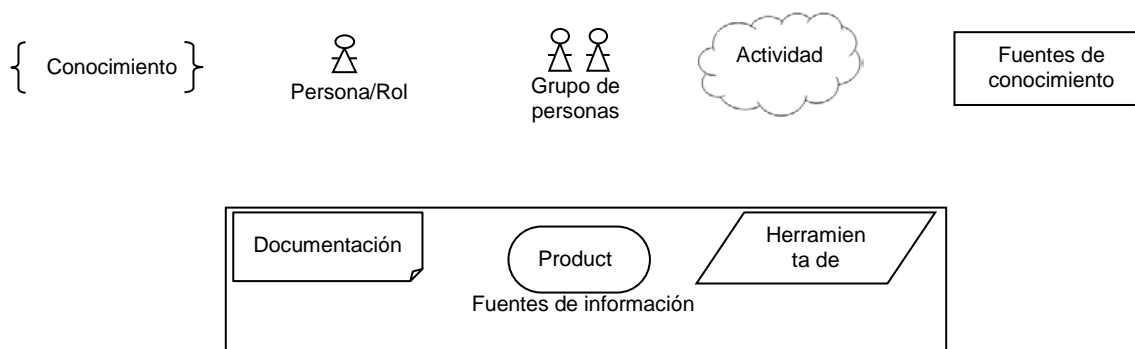 Conocimiento
Persona/Rol
Grupo de
personas
Actividad
Fuentes de
conocimiento
Documentación
Product
Herramien
ta de
Fuentes de información